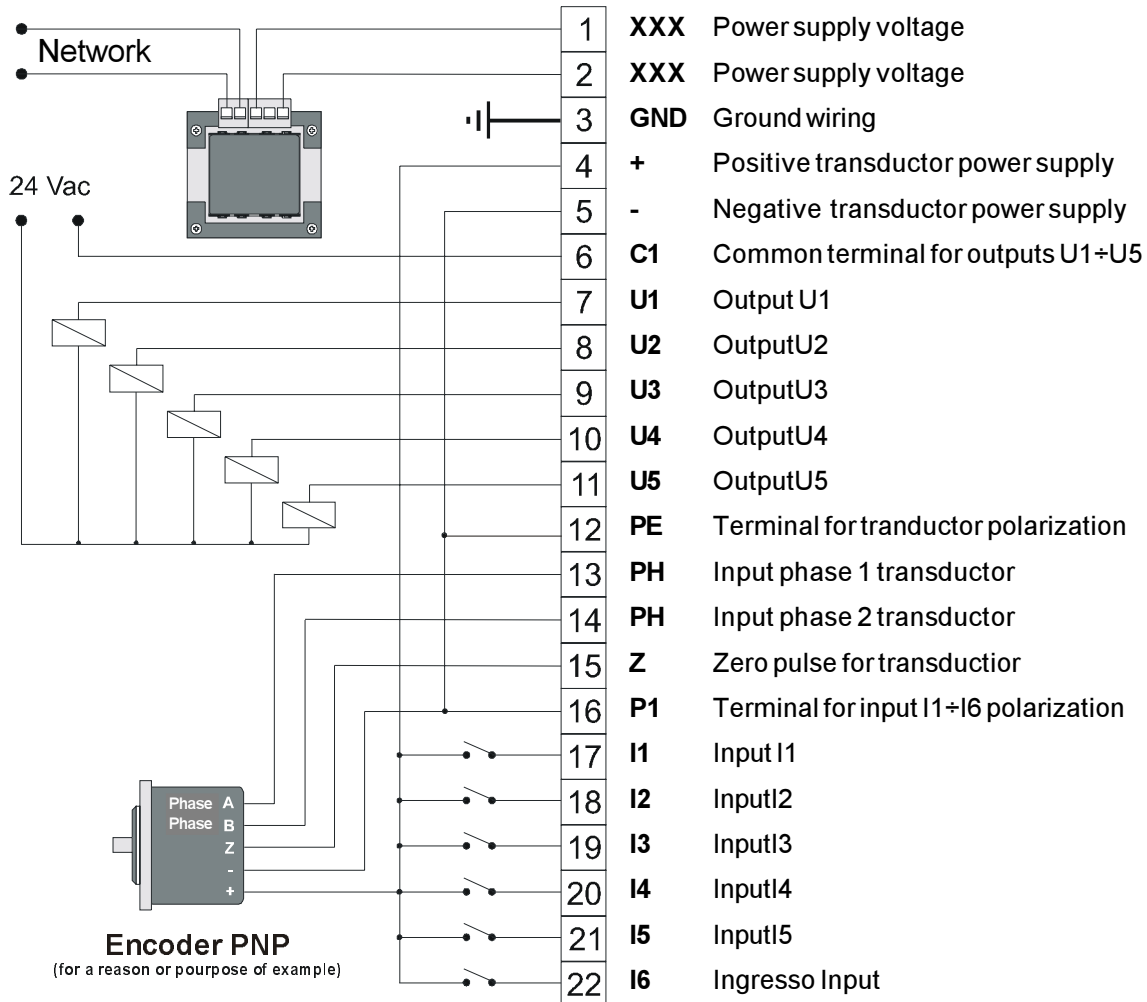 Network
24 Vac
1 XXX Power supply voltage
2 XXX Power supply voltage
3 GND Ground wiring
4 + Positive transductor power supply
5 - Negative transductor power supply
6 C1 Common terminal for outputs U1÷U5
7 U1 Output U1
8 U2 OutputU2
9 U3 OutputU3
10 U4 OutputU4
11 U5 OutputU5
12 PE Terminal for tranductor polarization
13 PH Input phase 1 transductor
14 PH Input phase 2 transductor
15 Z Zero pulse for transductior
16 P1 Terminal for input I1÷I6 polarization
17 I1 Input I1
18 I2 InputI2
19 I3 InputI3
20 I4 InputI4
21 I5 InputI5
22 I6 Ingresso Input
Phase A
Phase B
Z
-
+
Encoder PNP
(for a reason or pourpose of example)